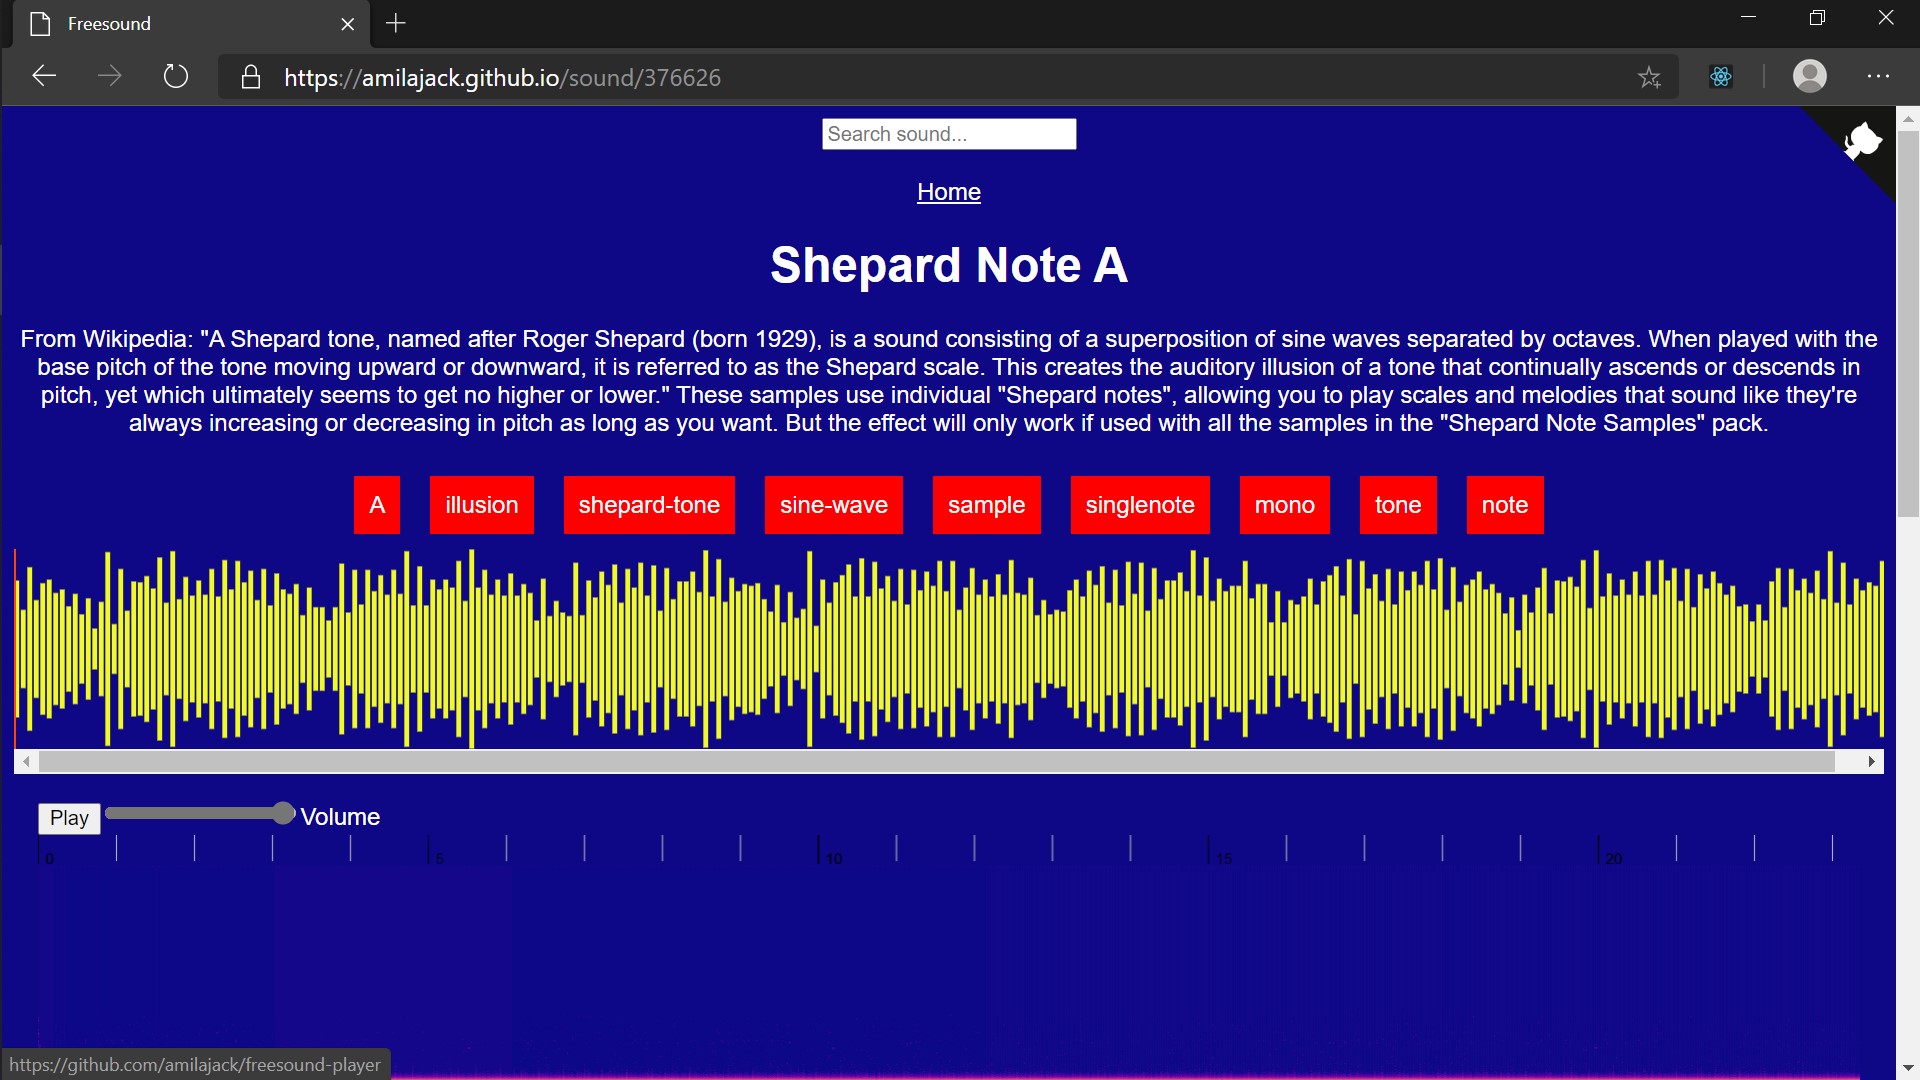 Freesound
https://amilajack.github.io/sound/376626
Search sound...
Home
Shepard Note A
From Wikipedia: "A Shepard tone, named after Roger Shepard (born 1929), is a sound consisting of a superposition of sine waves separated by octaves. When played with the
base pitch of the tone moving upward or downward, it is referred to as the Shepard scale. This creates the auditory illusion of a tone that continually ascends or descends in
pitch, yet which ultimately seems to get no higher or lower." These samples use individual "Shepard notes", allowing you to play scales and melodies that sound like they're
always increasing or decreasing in pitch as long as you want. But the effect will only work if used with all the samples in the "Shepard Note Samples" pack.
A illusion shepard-tone sine-wave sample singlenote mono tone note
Play Volume
0 5 10 15 20
https://github.com/amilajack/freesound-player